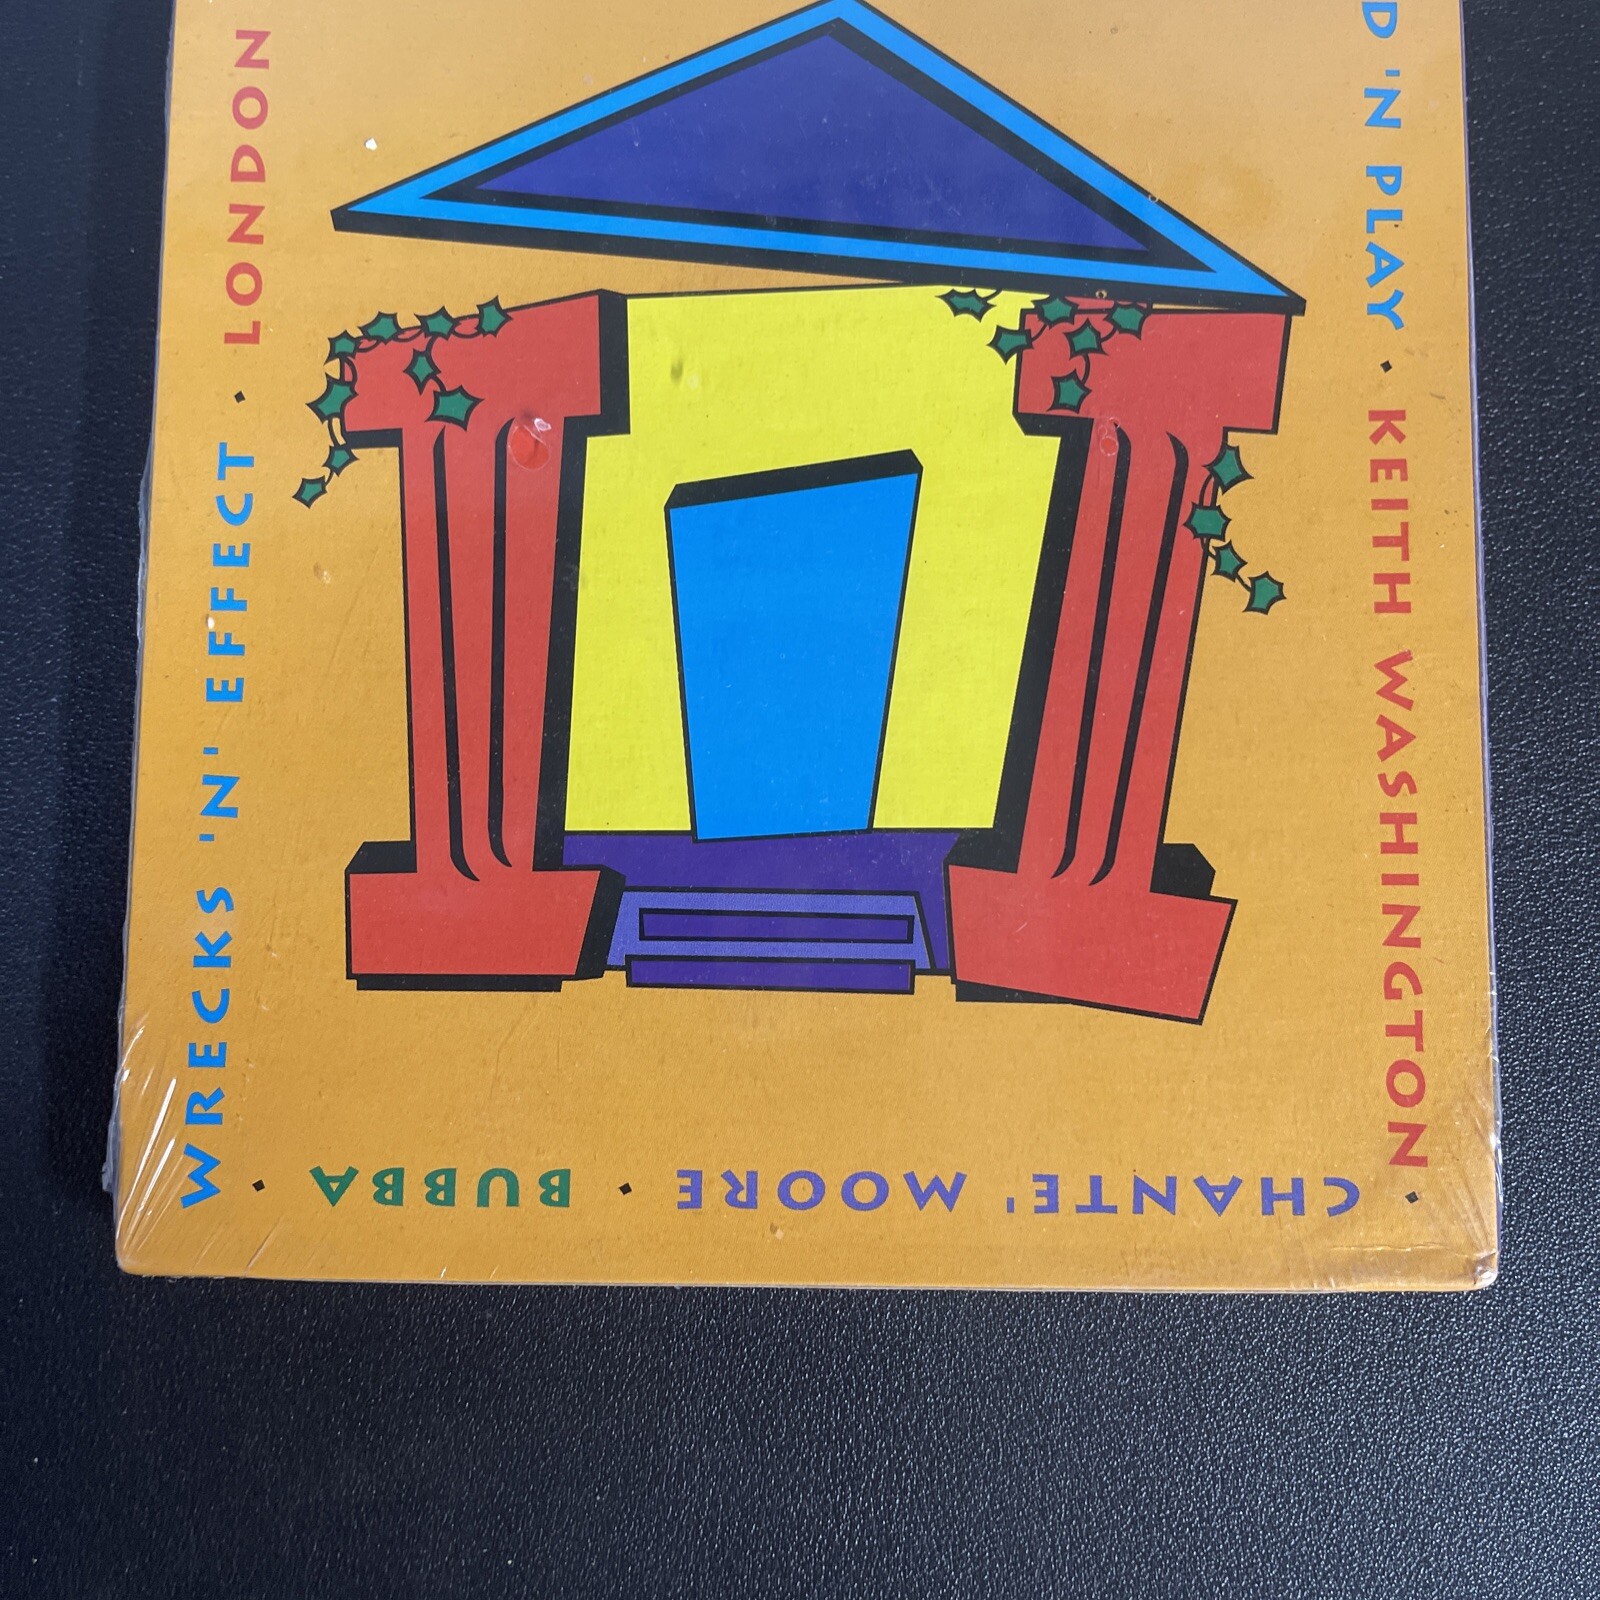 WRECKS 'N' EFFECT · LONDON
D 'N PLAY · KEITH WASHINGTON ·
CHANTE' MOORE · BUBBA ·